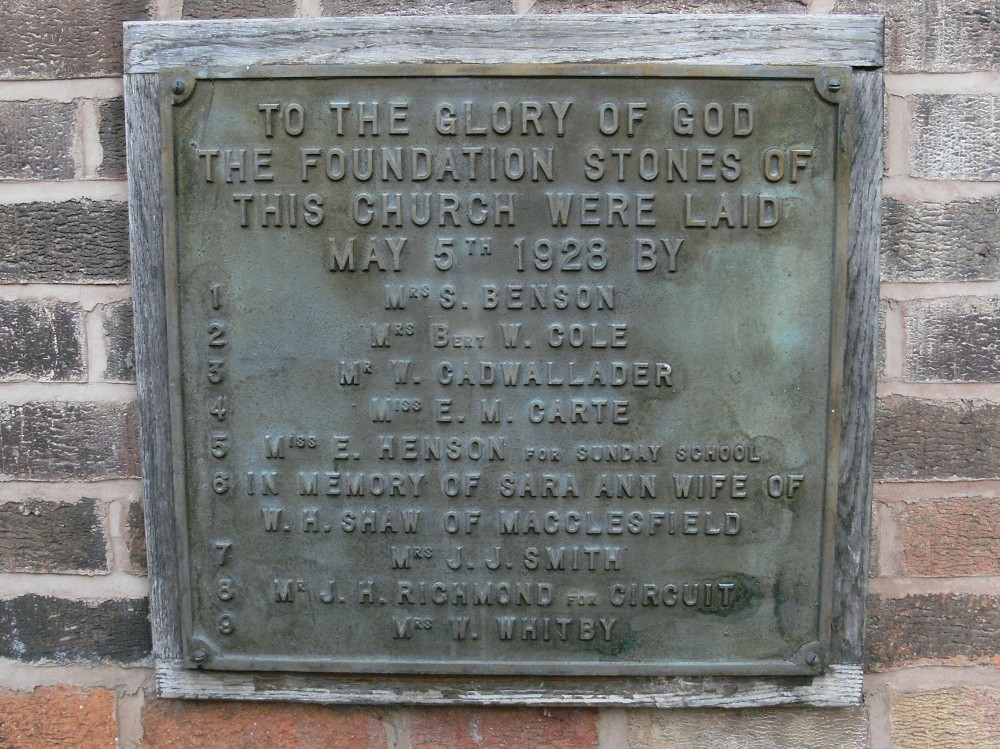 TO THE GLORY OF GOD
THE FOUNDATION STONES OF
THIS CHURCH WERE LAID
MAY 5TH 1928 BY
1 MRS S. BENSON
2 MRS BERT W. COLE
3 MR W. CADWALLADER
4 MISS E. M. CARTE
5 MISS E. HENSON FOR SUNDAY SCHOOL
6 IN MEMORY OF SARA ANN WIFE OF
W. H. SHAW OF MACCLESFIELD
7 MRS J. J. SMITH
8 MR J. H. RICHMOND FOR CIRCUIT
9 MRS W. WHITBY